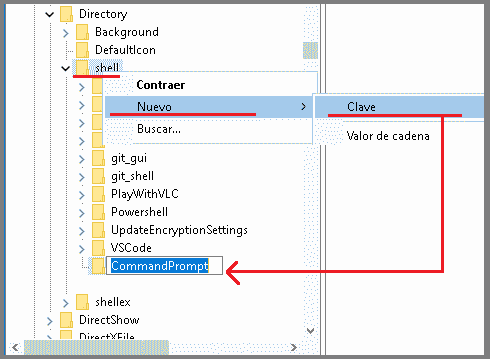 Directory
Background
DefaultIcon
shell
Contraer
Nuevo
Clave
Buscar...
Valor de cadena
git_gui
git_shell
PlayWithVLC
Powershell
UpdateEncryptionSettings
VSCode
CommandPrompt
shellex
DirectShow
DirectXFile